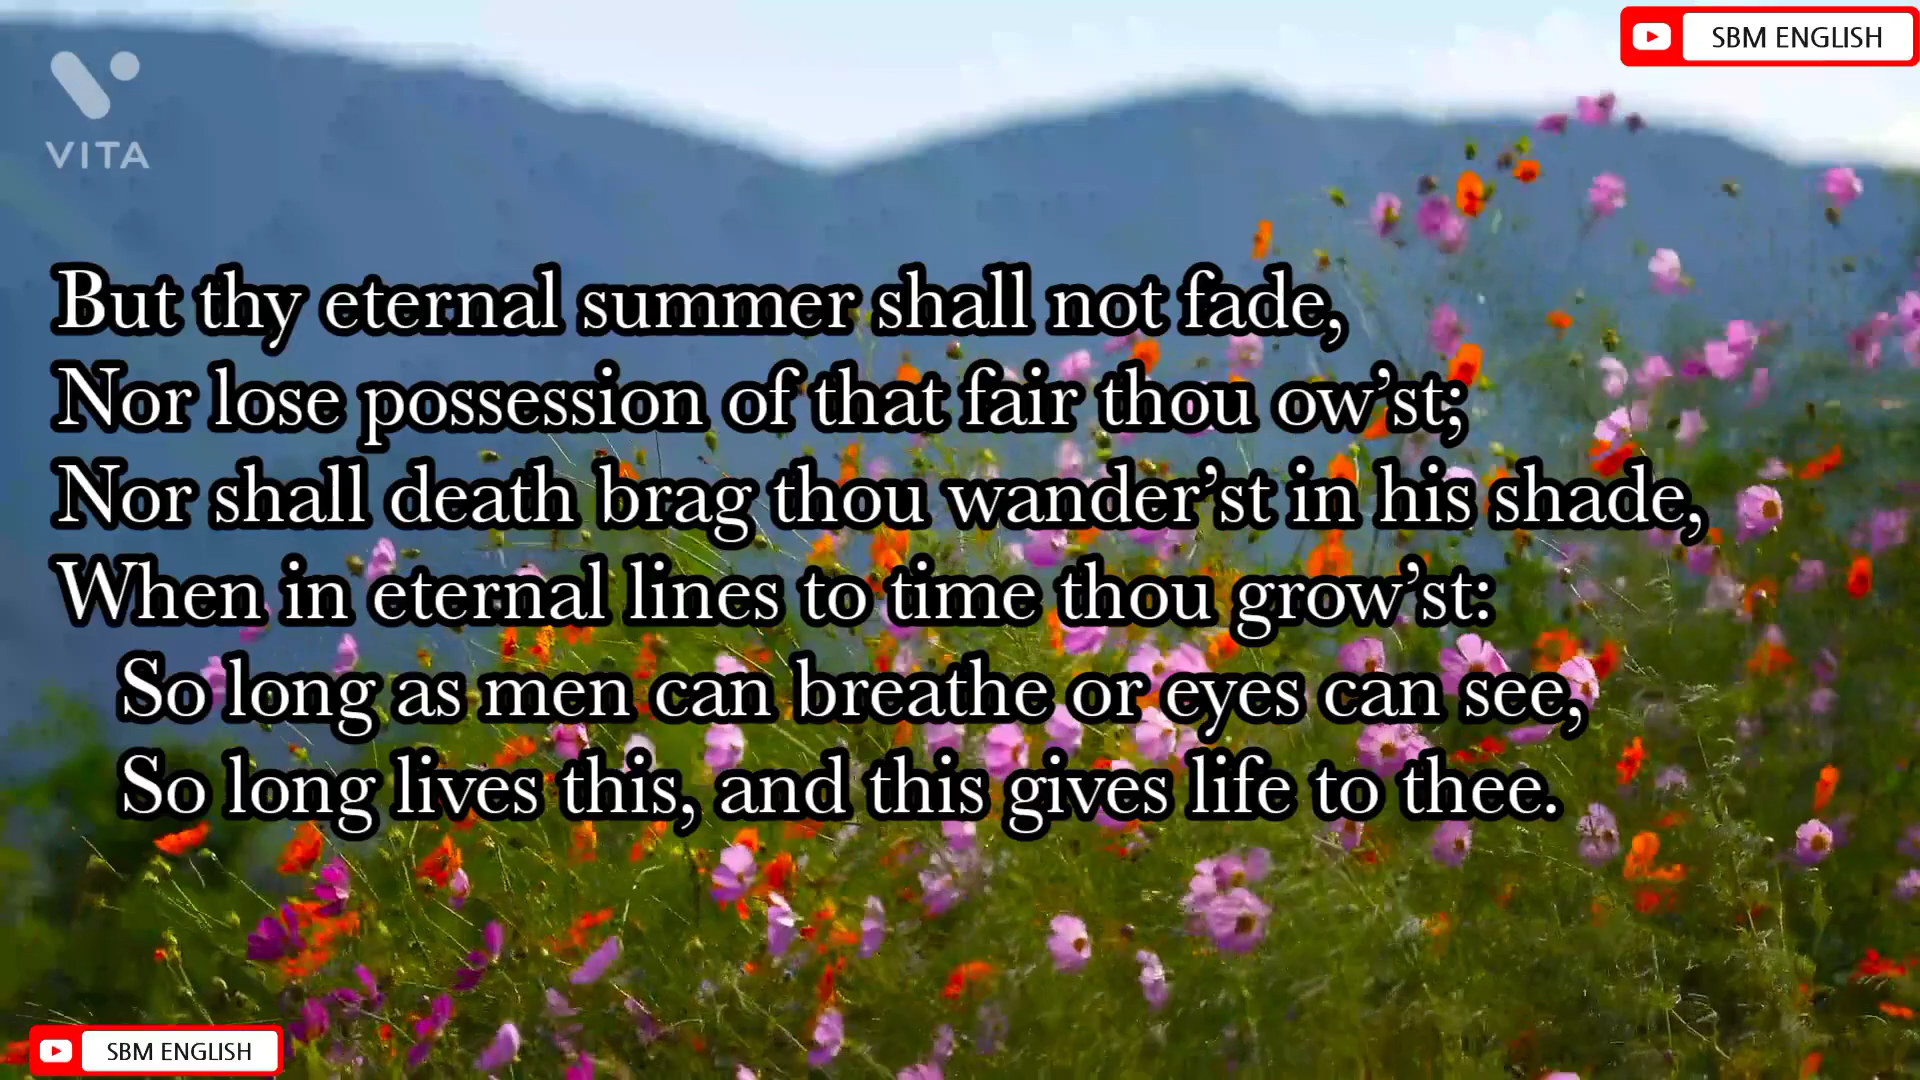 SBM ENGLISH
VITA
But thy eternal summer shall not fade,
Nor lose possession of that fair thou ow’st;
Nor shall death brag thou wander’st in his shade,
When in eternal lines to time thou grow’st:
So long as men can breathe or eyes can see,
So long lives this, and this gives life to thee.
SBM ENGLISH